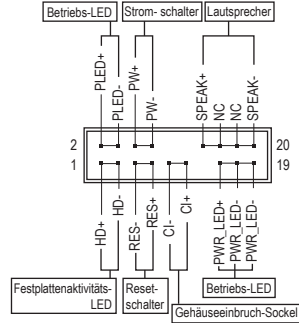 Betriebs-LED
Strom- schalter
Lautsprecher
PLED+
PLED-
PW+
PW-
SPEAK+
NC
NC
SPEAK-
2
20
1
19
HD+
HD-
RES-
RES+
CI-
CI+
PWR_LED+
PWR_LED-
PWR_LED-
Festplattenaktivitäts-
LED
Reset-
schalter
Betriebs-LED
Gehäuseeinbruch-Sockel